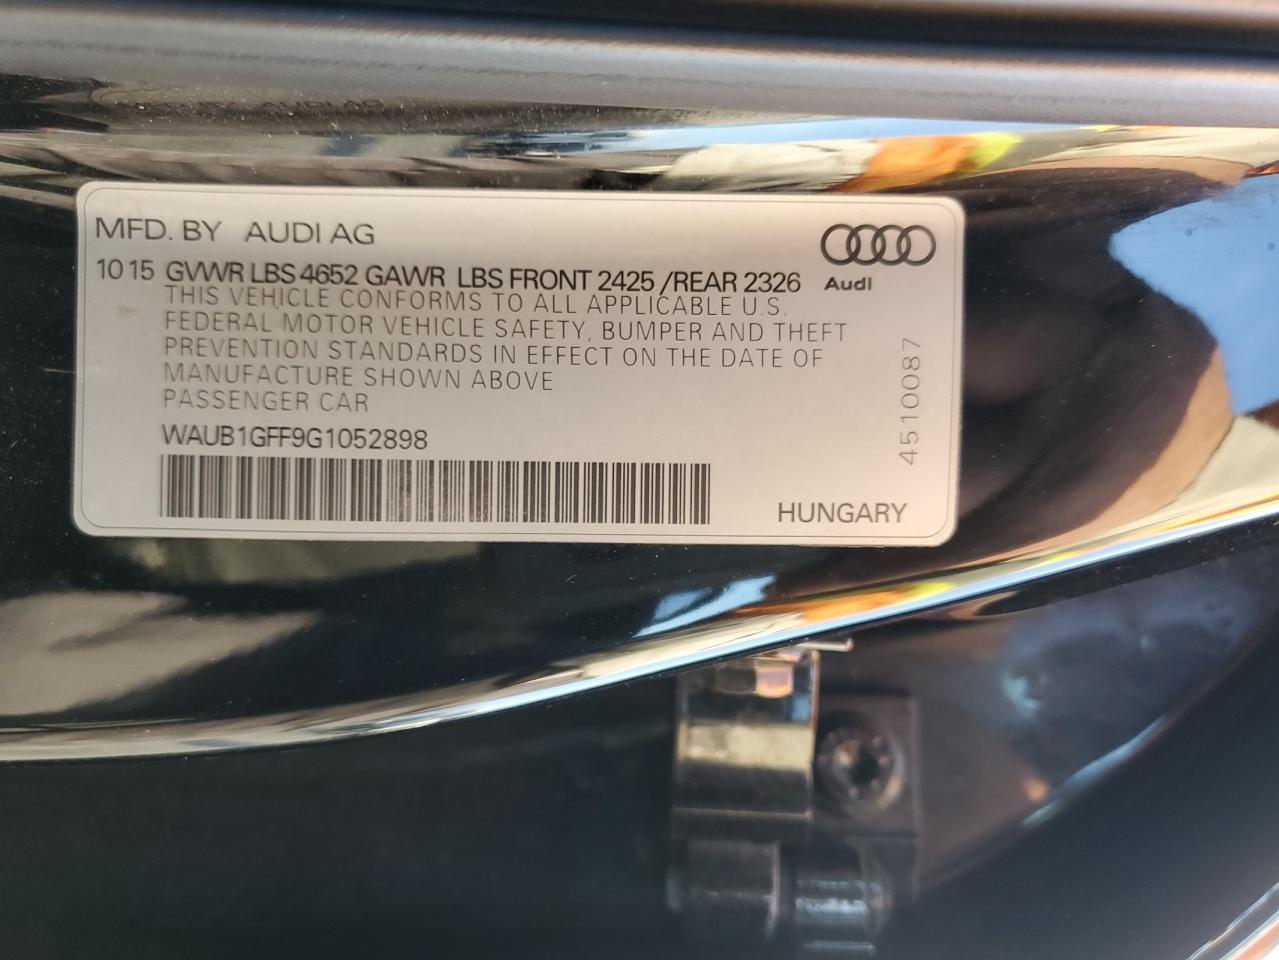 MFD. BY AUDI AG
10 15 GVWR LBS 4652 GAWR LBS FRONT 2425 /REAR 2326
Audi
THIS VEHICLE CONFORMS TO ALL APPLICABLE U.S.
FEDERAL MOTOR VEHICLE SAFETY, BUMPER AND THEFT
PREVENTION STANDARDS IN EFFECT ON THE DATE OF
MANUFACTURE SHOWN ABOVE
PASSENGER CAR
WAUB1GFF9G1052898
4510087
HUNGARY